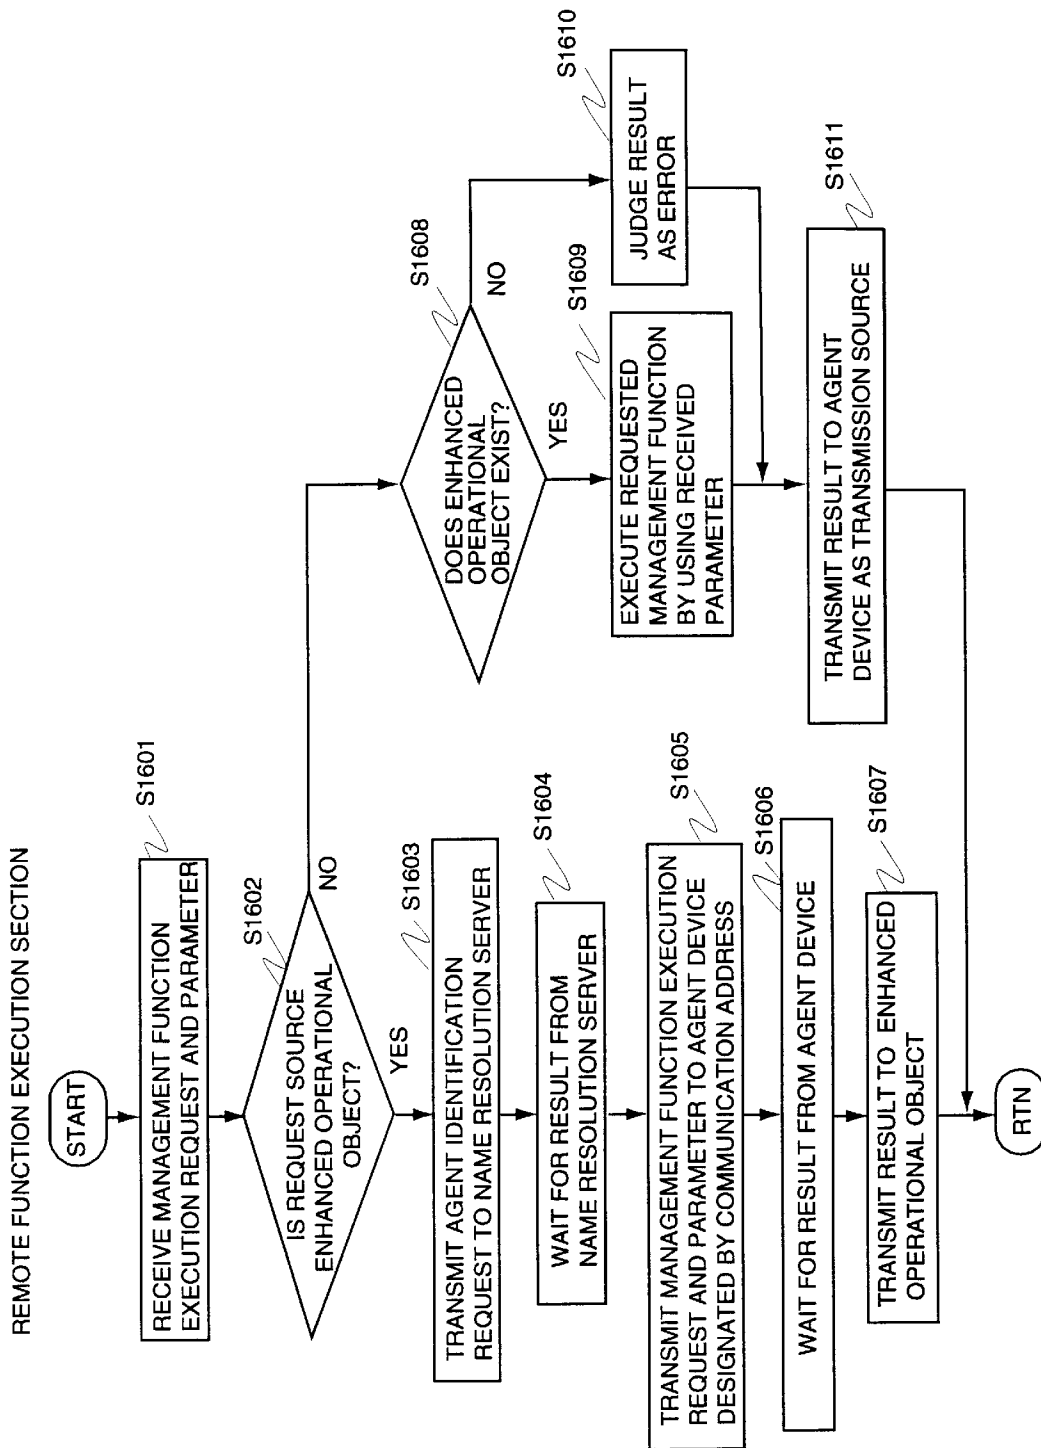 REMOTE FUNCTION EXECUTION SECTION
START
RECEIVE MANAGEMENT FUNCTION
EXECUTION REQUEST AND PARAMETER
S1601
IS REQUEST SOURCE
ENHANCED OPERATIONAL
OBJECT?
S1602
NO
YES
TRANSMIT AGENT IDENTIFICATION
REQUEST TO NAME RESOLUTION SERVER
S1603
WAIT FOR RESULT FROM
NAME RESOLUTION SERVER
S1604
TRANSMIT MANAGEMENT FUNCTION EXECUTION
REQUEST AND PARAMETER TO AGENT DEVICE
DESIGNATED BY COMMUNICATION ADDRESS
S1605
WAIT FOR RESULT FROM AGENT DEVICE
S1606
TRANSMIT RESULT TO ENHANCED
OPERATIONAL OBJECT
S1607
RTN
DOES ENHANCED
OPERATIONAL
OBJECT EXIST?
S1608
NO
YES
EXECUTE REQUESTED
MANAGEMENT FUNCTION
BY USING RECEIVED
PARAMETER
S1609
JUDGE RESULT
AS ERROR
S1610
TRANSMIT RESULT TO AGENT
DEVICE AS TRANSMISSION SOURCE
S1611